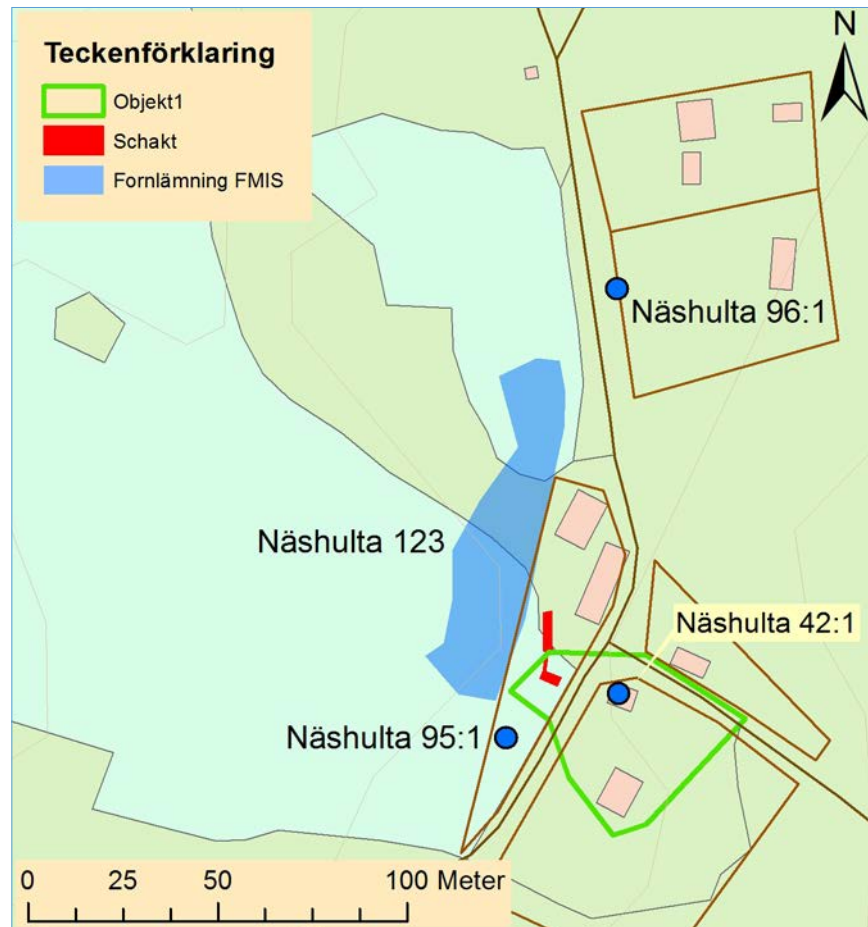 Teckenförklaring
Objekt1
Schakt
Fornlämning FMIS
N
Näshulta 96:1
Näshulta 123
Näshulta 42:1
Näshulta 95:1
0 25 50 100 Meter